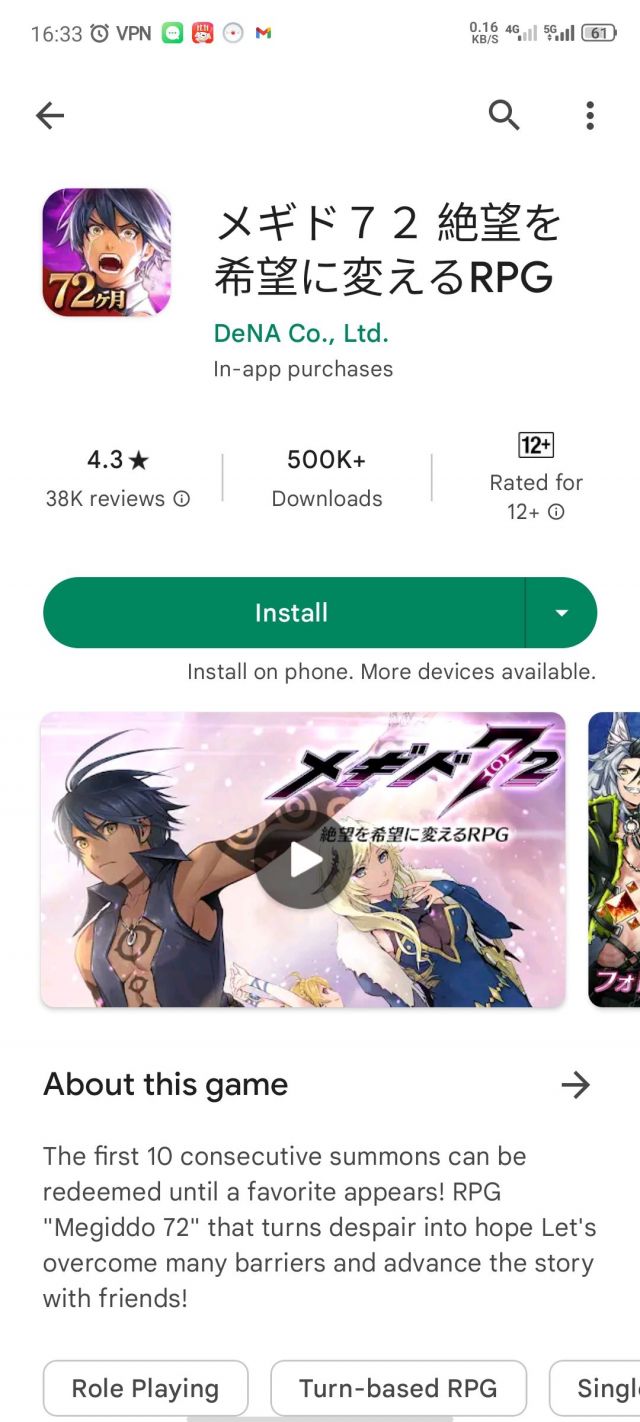 16:33 VPN 0.16 KB/S 4G 5G 61
72ヶ月
メギド７２ 絶望を
希望に変えるRPG
DeNA Co., Ltd.
In-app purchases
4.3★ 500K+ 12+
38K reviews Downloads Rated for
12+
Install
Install on phone. More devices available.
メギド72
絶望を希望に変えるRPG
フォ
About this game
The first 10 consecutive summons can be
redeemed until a favorite appears! RPG
"Megiddo 72" that turns despair into hope Let's
overcome many barriers and advance the story
with friends!
Role Playing Turn-based RPG Singl